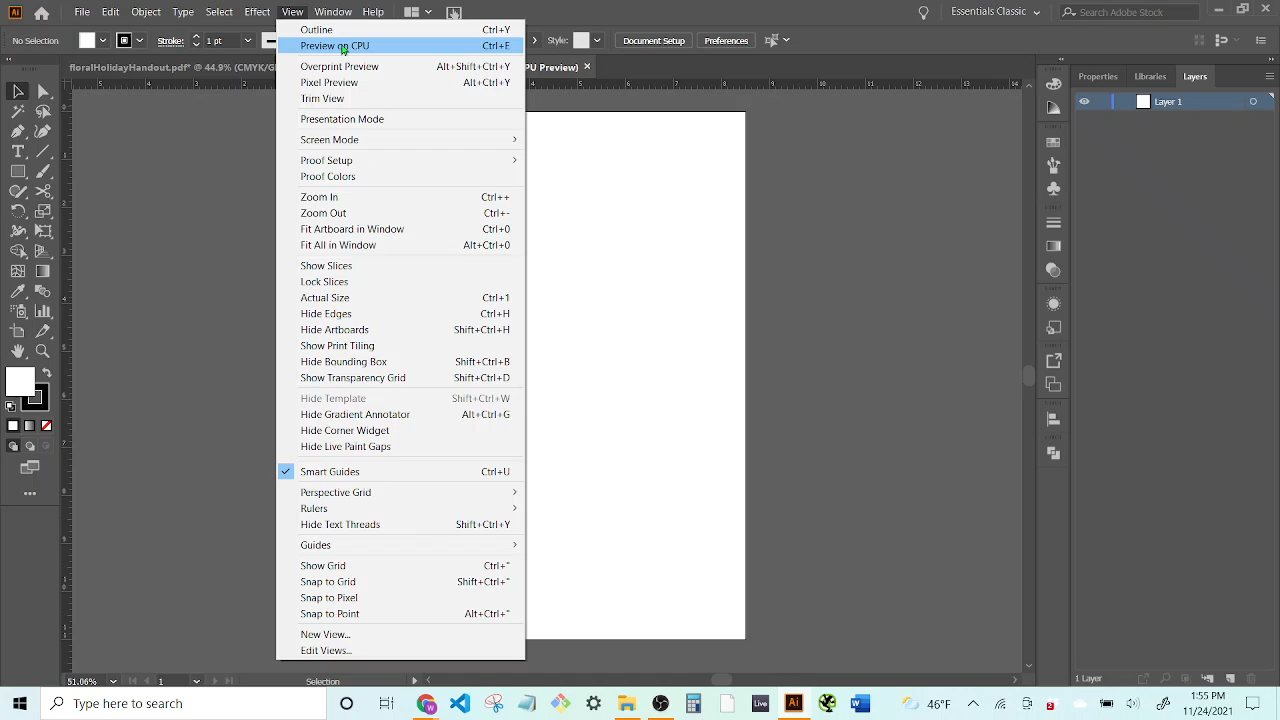 Ai File Edit Object Type Select Effect View Window Help Essentials Classic Search Adobe Stock
No Selection Stroke: 1 pt Style: Document Setup Preferences
floralHolidayHandout.pdf* @ 44.9% (CMYK/G PU Preview)
Properties Libraries Layers
Layer 1
Outline Ctrl+Y
Preview on CPU Ctrl+E
Overprint Preview Alt+Shift+Ctrl+Y
Pixel Preview Alt+Ctrl+Y
Trim View
Presentation Mode
Screen Mode
Proof Setup
Proof Colors
Zoom In Ctrl++
Zoom Out Ctrl+-
Fit Artboard in Window Ctrl+0
Fit All in Window Alt+Ctrl+0
Show Slices
Lock Slices
Actual Size Ctrl+1
Hide Edges Ctrl+H
Hide Artboards Shift+Ctrl+H
Show Print Tiling
Hide Bounding Box Shift+Ctrl+B
Show Transparency Grid Shift+Ctrl+D
Hide Template Shift+Ctrl+W
Hide Gradient Annotator Alt+Ctrl+G
Hide Corner Widget
Hide Live Paint Gaps
Smart Guides Ctrl+U
Perspective Grid
Rulers
Hide Text Threads Shift+Ctrl+Y
Guides
Show Grid Ctrl+"
Snap to Grid Shift+Ctrl+"
Snap to Pixel
Snap to Point Alt+Ctrl+"
New View...
Edit Views...
51.06% 1 Selection 1 Layer
Type here to search Live Ai 46°F 1:55 PM